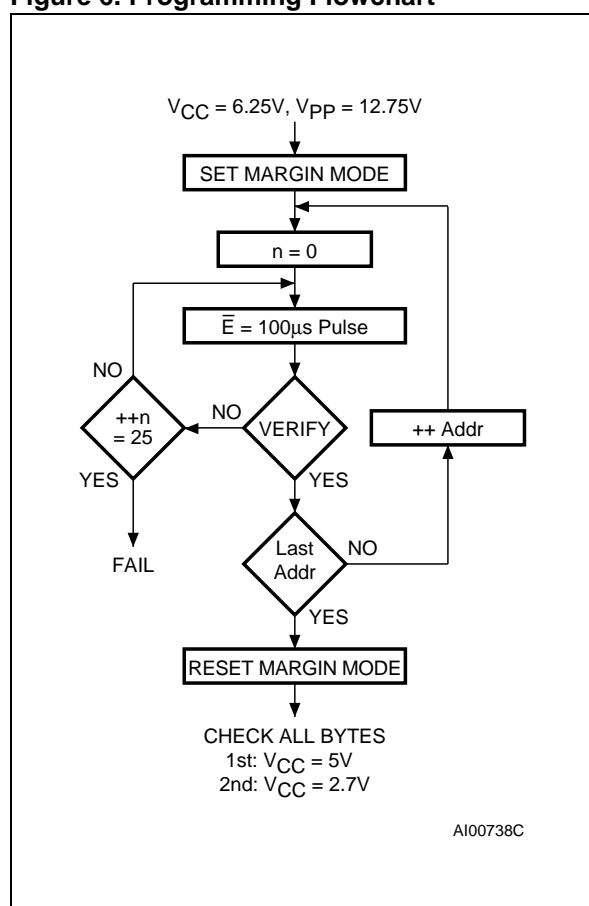 Figure 6. Programming Flowchart
VCC = 6.25V, VPP = 12.75V
SET MARGIN MODE
n = 0
E̅ = 100µs Pulse
NO
++n
= 25
NO
VERIFY
++ Addr
YES
YES
FAIL
Last
Addr
NO
YES
RESET MARGIN MODE
CHECK ALL BYTES
1st: VCC = 5V
2nd: VCC = 2.7V
AI00738C